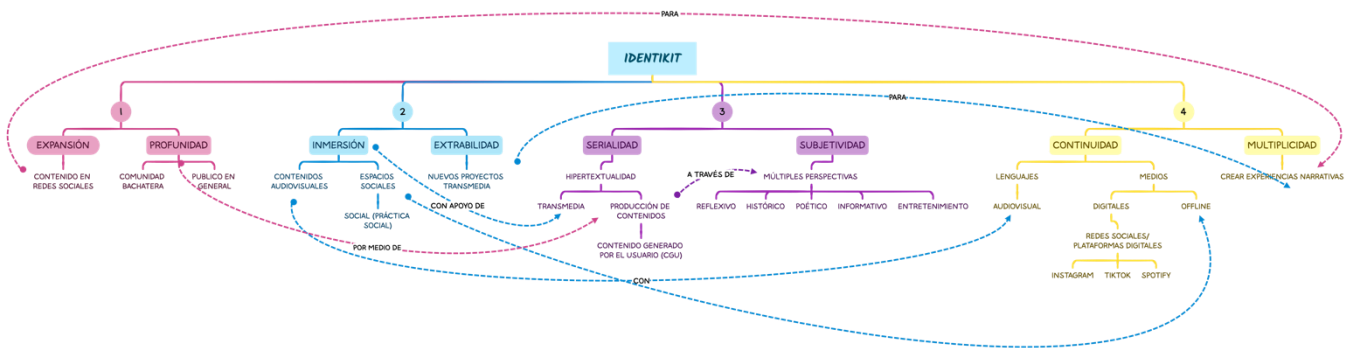 PARA
IDENTIKIT
PARA
1
2
3
4
EXPANSIÓN
PROFUNIDAD
INMERSIÓN
EXTRABILIDAD
SERIALIDAD
SUBJETIVIDAD
CONTINUIDAD
MULTIPLICIDAD
CONTENIDO EN
REDES SOCIALES
COMUNIDAD
BACHATERA
PUBLICO EN
GENERAL
CONTENIDOS
AUDIOVISUALES
ESPACIOS
SOCIALES
NUEVOS PROYECTOS
TRANSMEDIA
HIPERTEXTUALIDAD
A TRAVÉS DE
MÚLTIPLES PERSPECTIVAS
LENGUAJES
MEDIOS
CREAR EXPERIENCIAS NARRATIVAS
CON APOYO DE
SOCIAL (PRÁCTICA
SOCIAL)
TRANSMEDIA
PRODUCCIÓN DE
CONTENIDOS
REFLEXIVO
HISTÓRICO
POÉTICO
INFORMATIVO
ENTRETENIMIENTO
AUDIOVISUAL
DIGITALES
OFFLINE
POR MEDIO DE
CONTENIDO GENERADO
POR EL USUARIO (CGU)
REDES SOCIALES/
PLATAFORMAS DIGITALES
INSTAGRAM
TIKTOK
SPOTIFY
CON